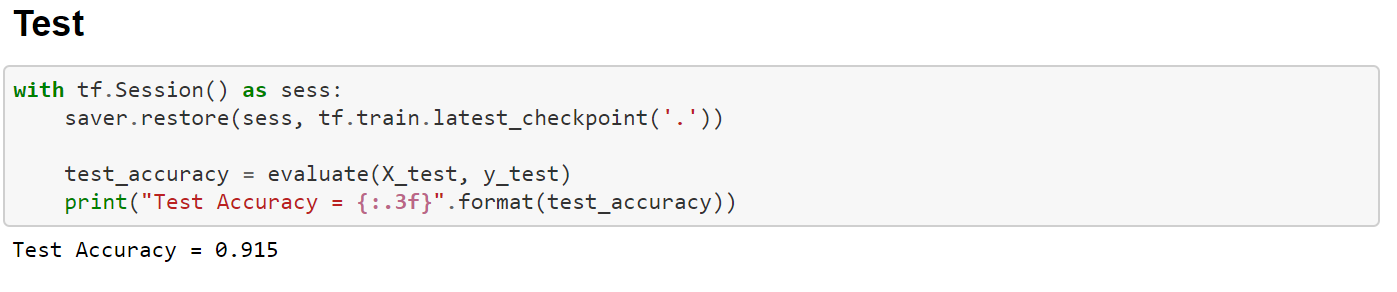 Test
with tf.Session() as sess:
    saver.restore(sess, tf.train.latest_checkpoint('.'))
    test_accuracy = evaluate(X_test, y_test)
    print("Test Accuracy = {:.3f}".format(test_accuracy))
Test Accuracy = 0.915